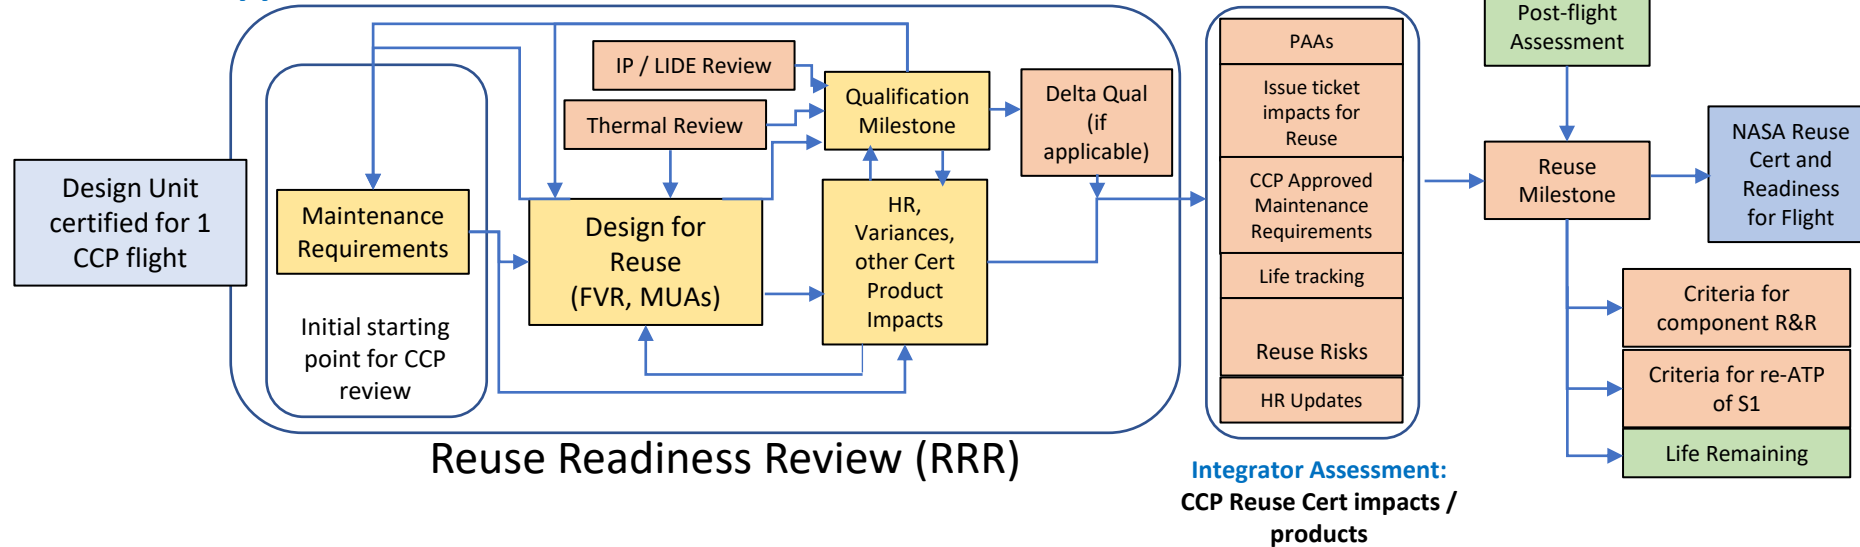 Design Unit
certified for 1
CCP flight
Maintenance
Requirements
Initial starting
point for CCP
review
IP / LIDE Review
Thermal Review
Design for
Reuse
(FVR, MUAs)
Qualification
Milestone
HR,
Variances,
other Cert
Product
Impacts
Delta Qual
(if
applicable)
Reuse Readiness Review (RRR)
PAAs
Issue ticket
impacts for
Reuse
CCP Approved
Maintenance
Requirements
Life tracking
Reuse Risks
HR Updates
Integrator Assessment:
CCP Reuse Cert impacts /
products
Post-flight
Assessment
Reuse
Milestone
NASA Reuse
Cert and
Readiness
for Flight
Criteria for
component R&R
Criteria for re-ATP
of S1
Life Remaining